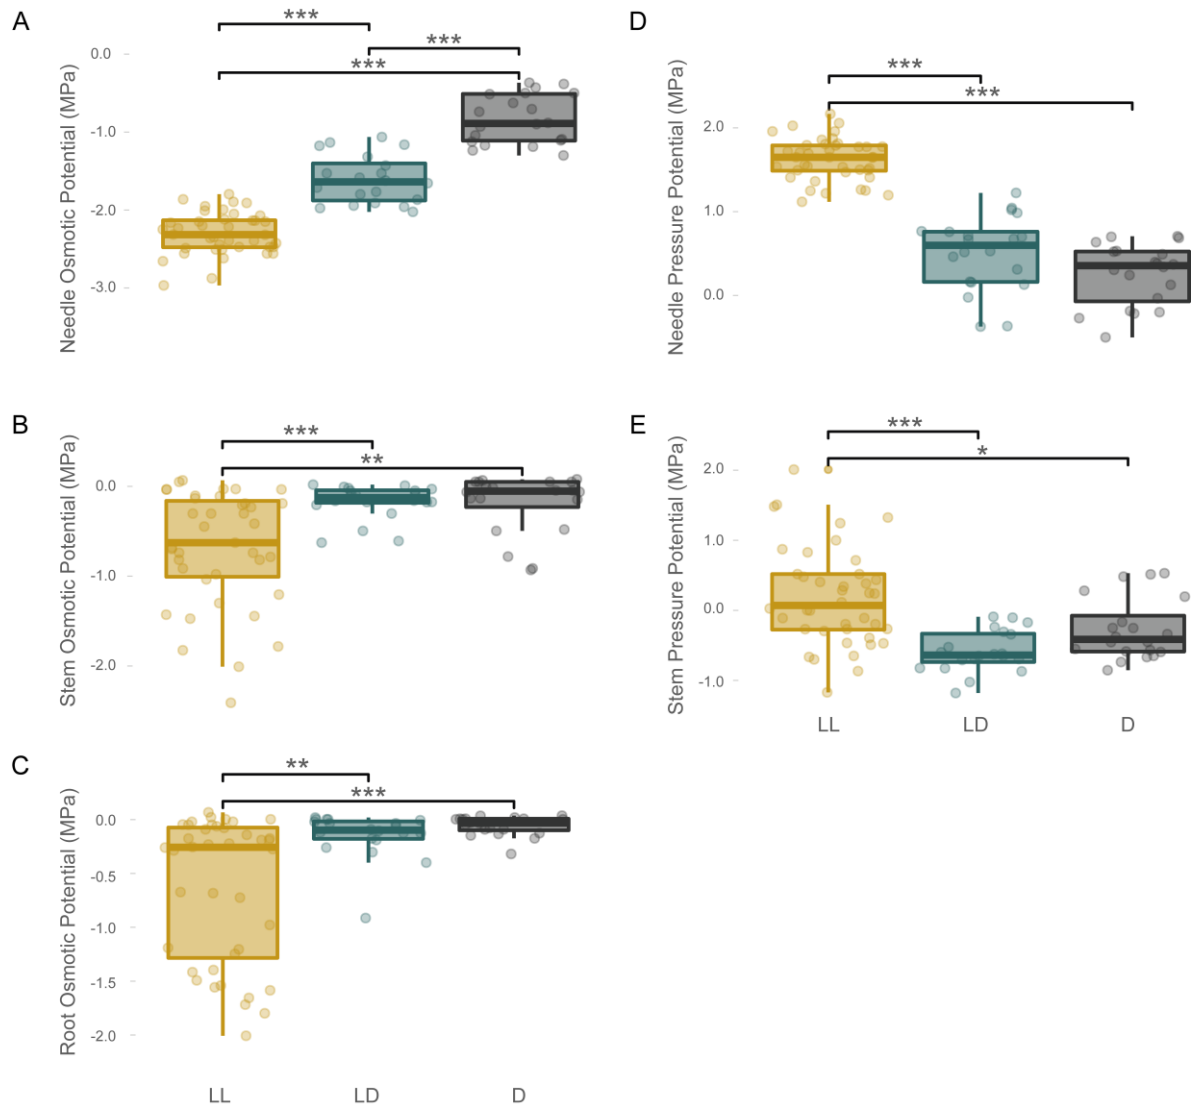 A
***
***
***
0.0
-1.0
-2.0
-3.0
Needle Osmotic Potential (MPa)
D
***
***
2.0
1.0
0.0
Needle Pressure Potential (MPa)
B
***
**
0.0
-1.0
-2.0
Stem Osmotic Potential (MPa)
E
***
*
2.0
1.0
0.0
-1.0
Stem Pressure Potential (MPa)
LL
LD
D
C
**
***
0.0
-0.5
-1.0
-1.5
-2.0
Root Osmotic Potential (MPa)
LL
LD
D